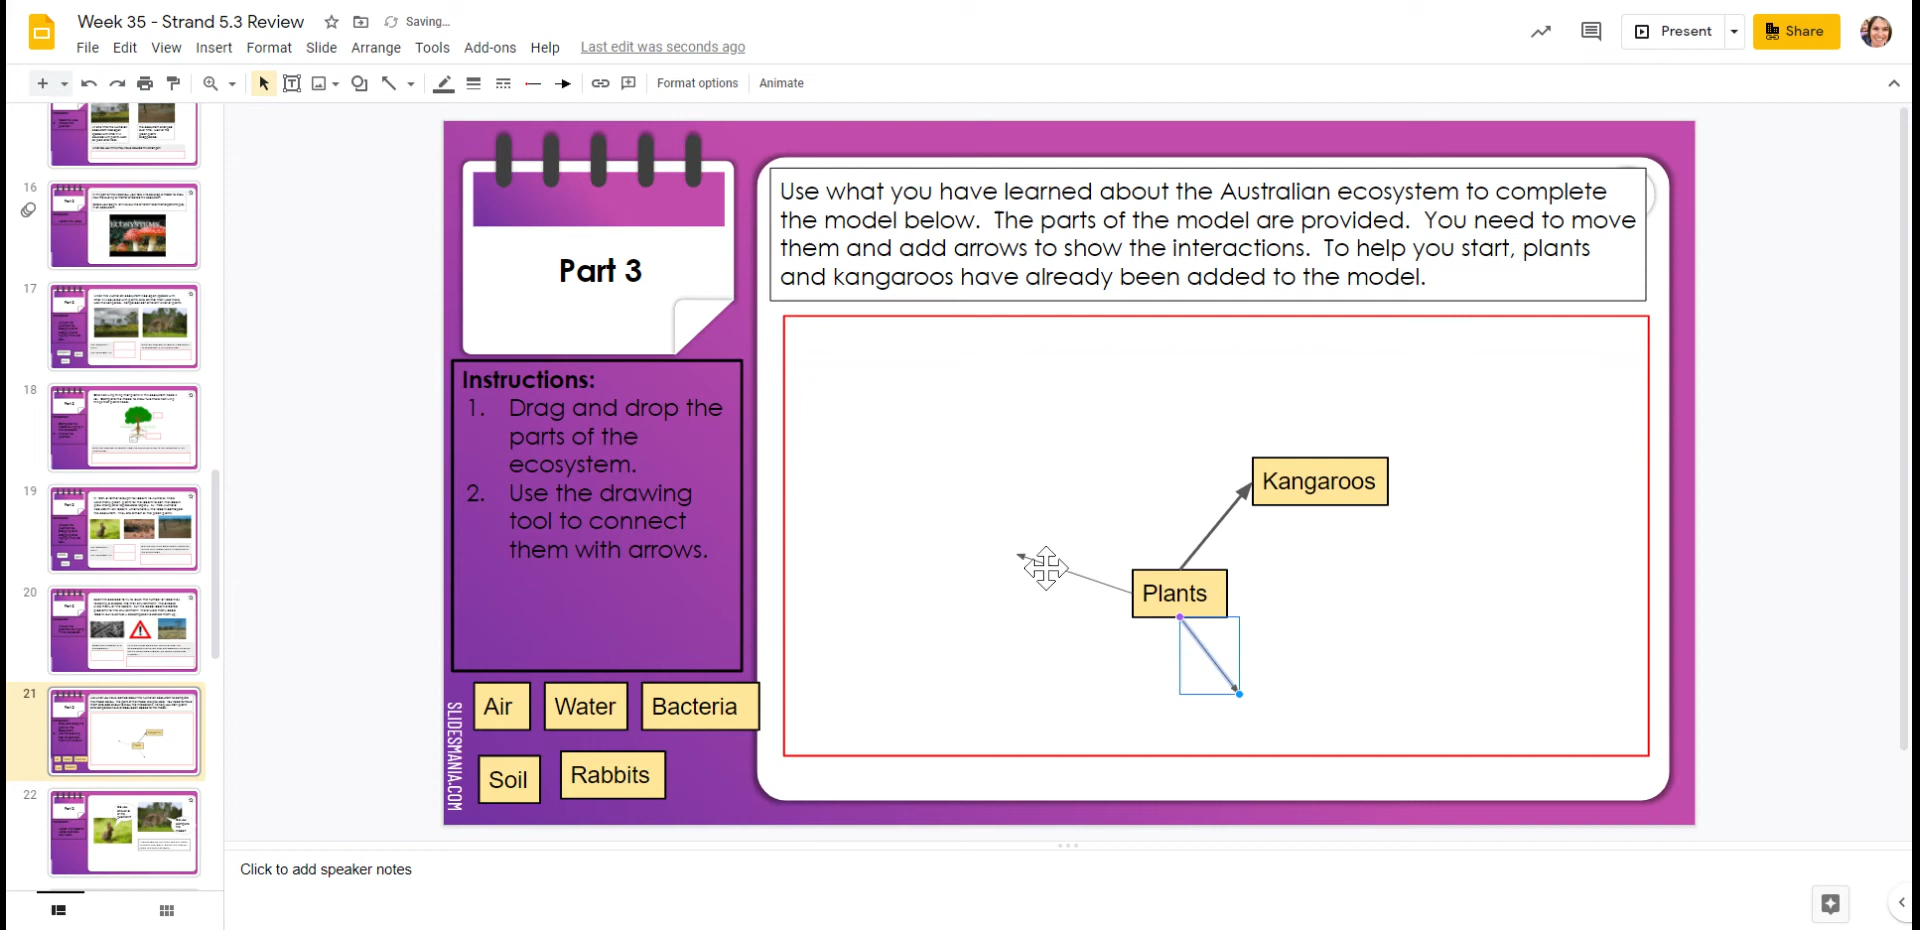 Week 35 - Strand 5.3 Review
Saving...
File Edit View Insert Format Slide Arrange Tools Add-ons Help Last edit was seconds ago
Present
Share
Format options
Animate
16
17
18
19
20
21
22
Part 3
Instructions:
1. Drag and drop the
parts of the
ecosystem.
2. Use the drawing
tool to connect
them with arrows.
Air
Water
Bacteria
Soil
Rabbits
SLIDESMANIA.COM
Use what you have learned about the Australian ecosystem to complete
the model below. The parts of the model are provided. You need to move
them and add arrows to show the interactions. To help you start, plants
and kangaroos have already been added to the model.
Kangaroos
Plants
Click to add speaker notes